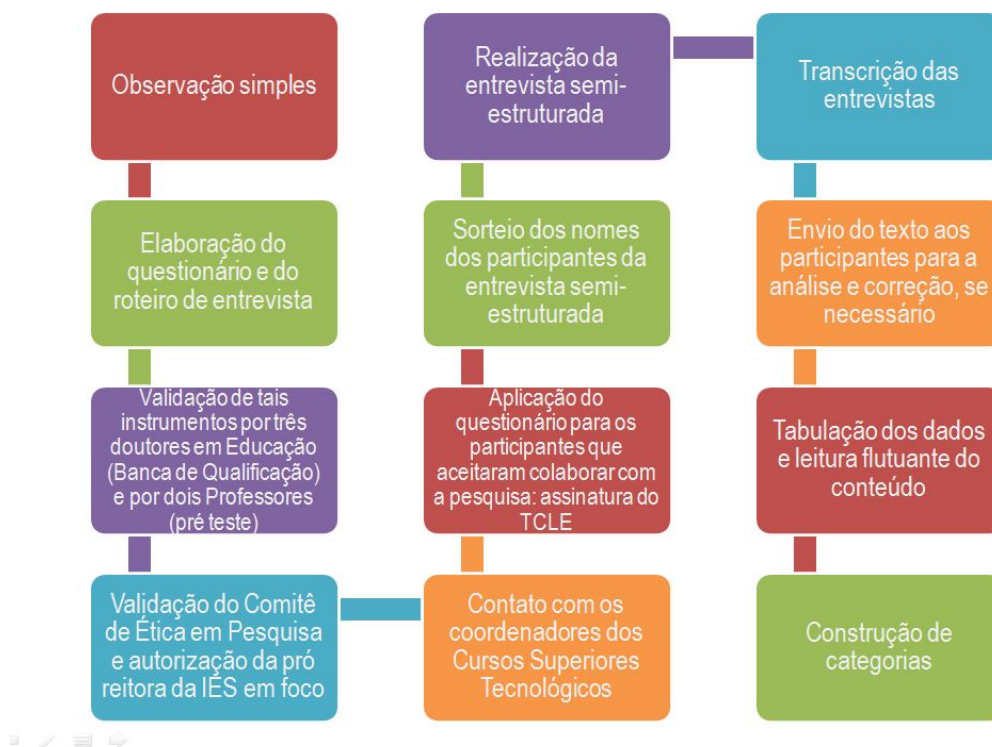 Observação simples
Elaboração do
questionário e do
roteiro de entrevista
Validação de tais
instrumentos por três
doutores em Educação
(Banca de Qualificação)
e por dois Professores
(pré teste)
Validação do Comitê
de Ética em Pesquisa
e autorização da pró
reitora da IES em foco
Contato com os
coordenadores dos
Cursos Superiores
Tecnológicos
Aplicação do
questionário para os
participantes que
aceitaram colaborar com
a pesquisa: assinatura do
TCLE
Sorteio dos nomes
dos participantes da
entrevista semi-
estruturada
Realização da
entrevista semi-
estruturada
Transcrição das
entrevistas
Envio do texto aos
participantes para a
análise e correção, se
necessário
Tabulação dos dados
e leitura flutuante do
conteúdo
Construção de
categorias